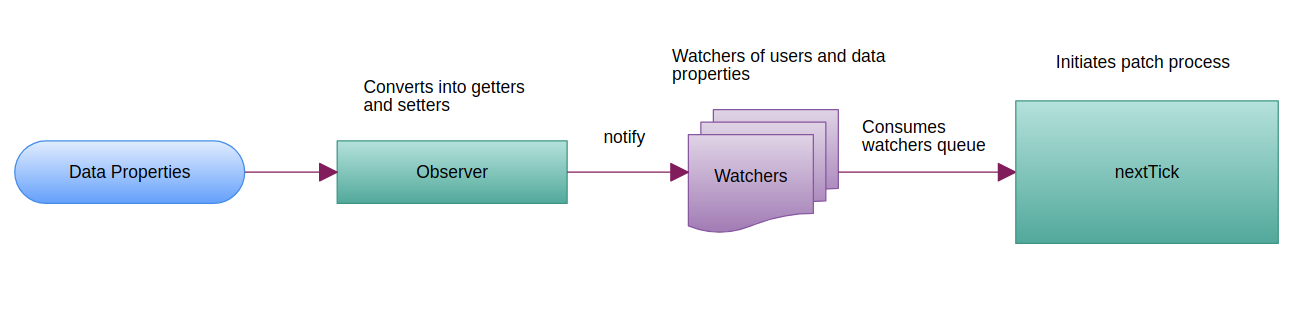 Data Properties
Converts into getters
and setters
Observer
notify
Watchers of users and data
properties
Watchers
Consumes
watchers queue
Initiates patch process
nextTick